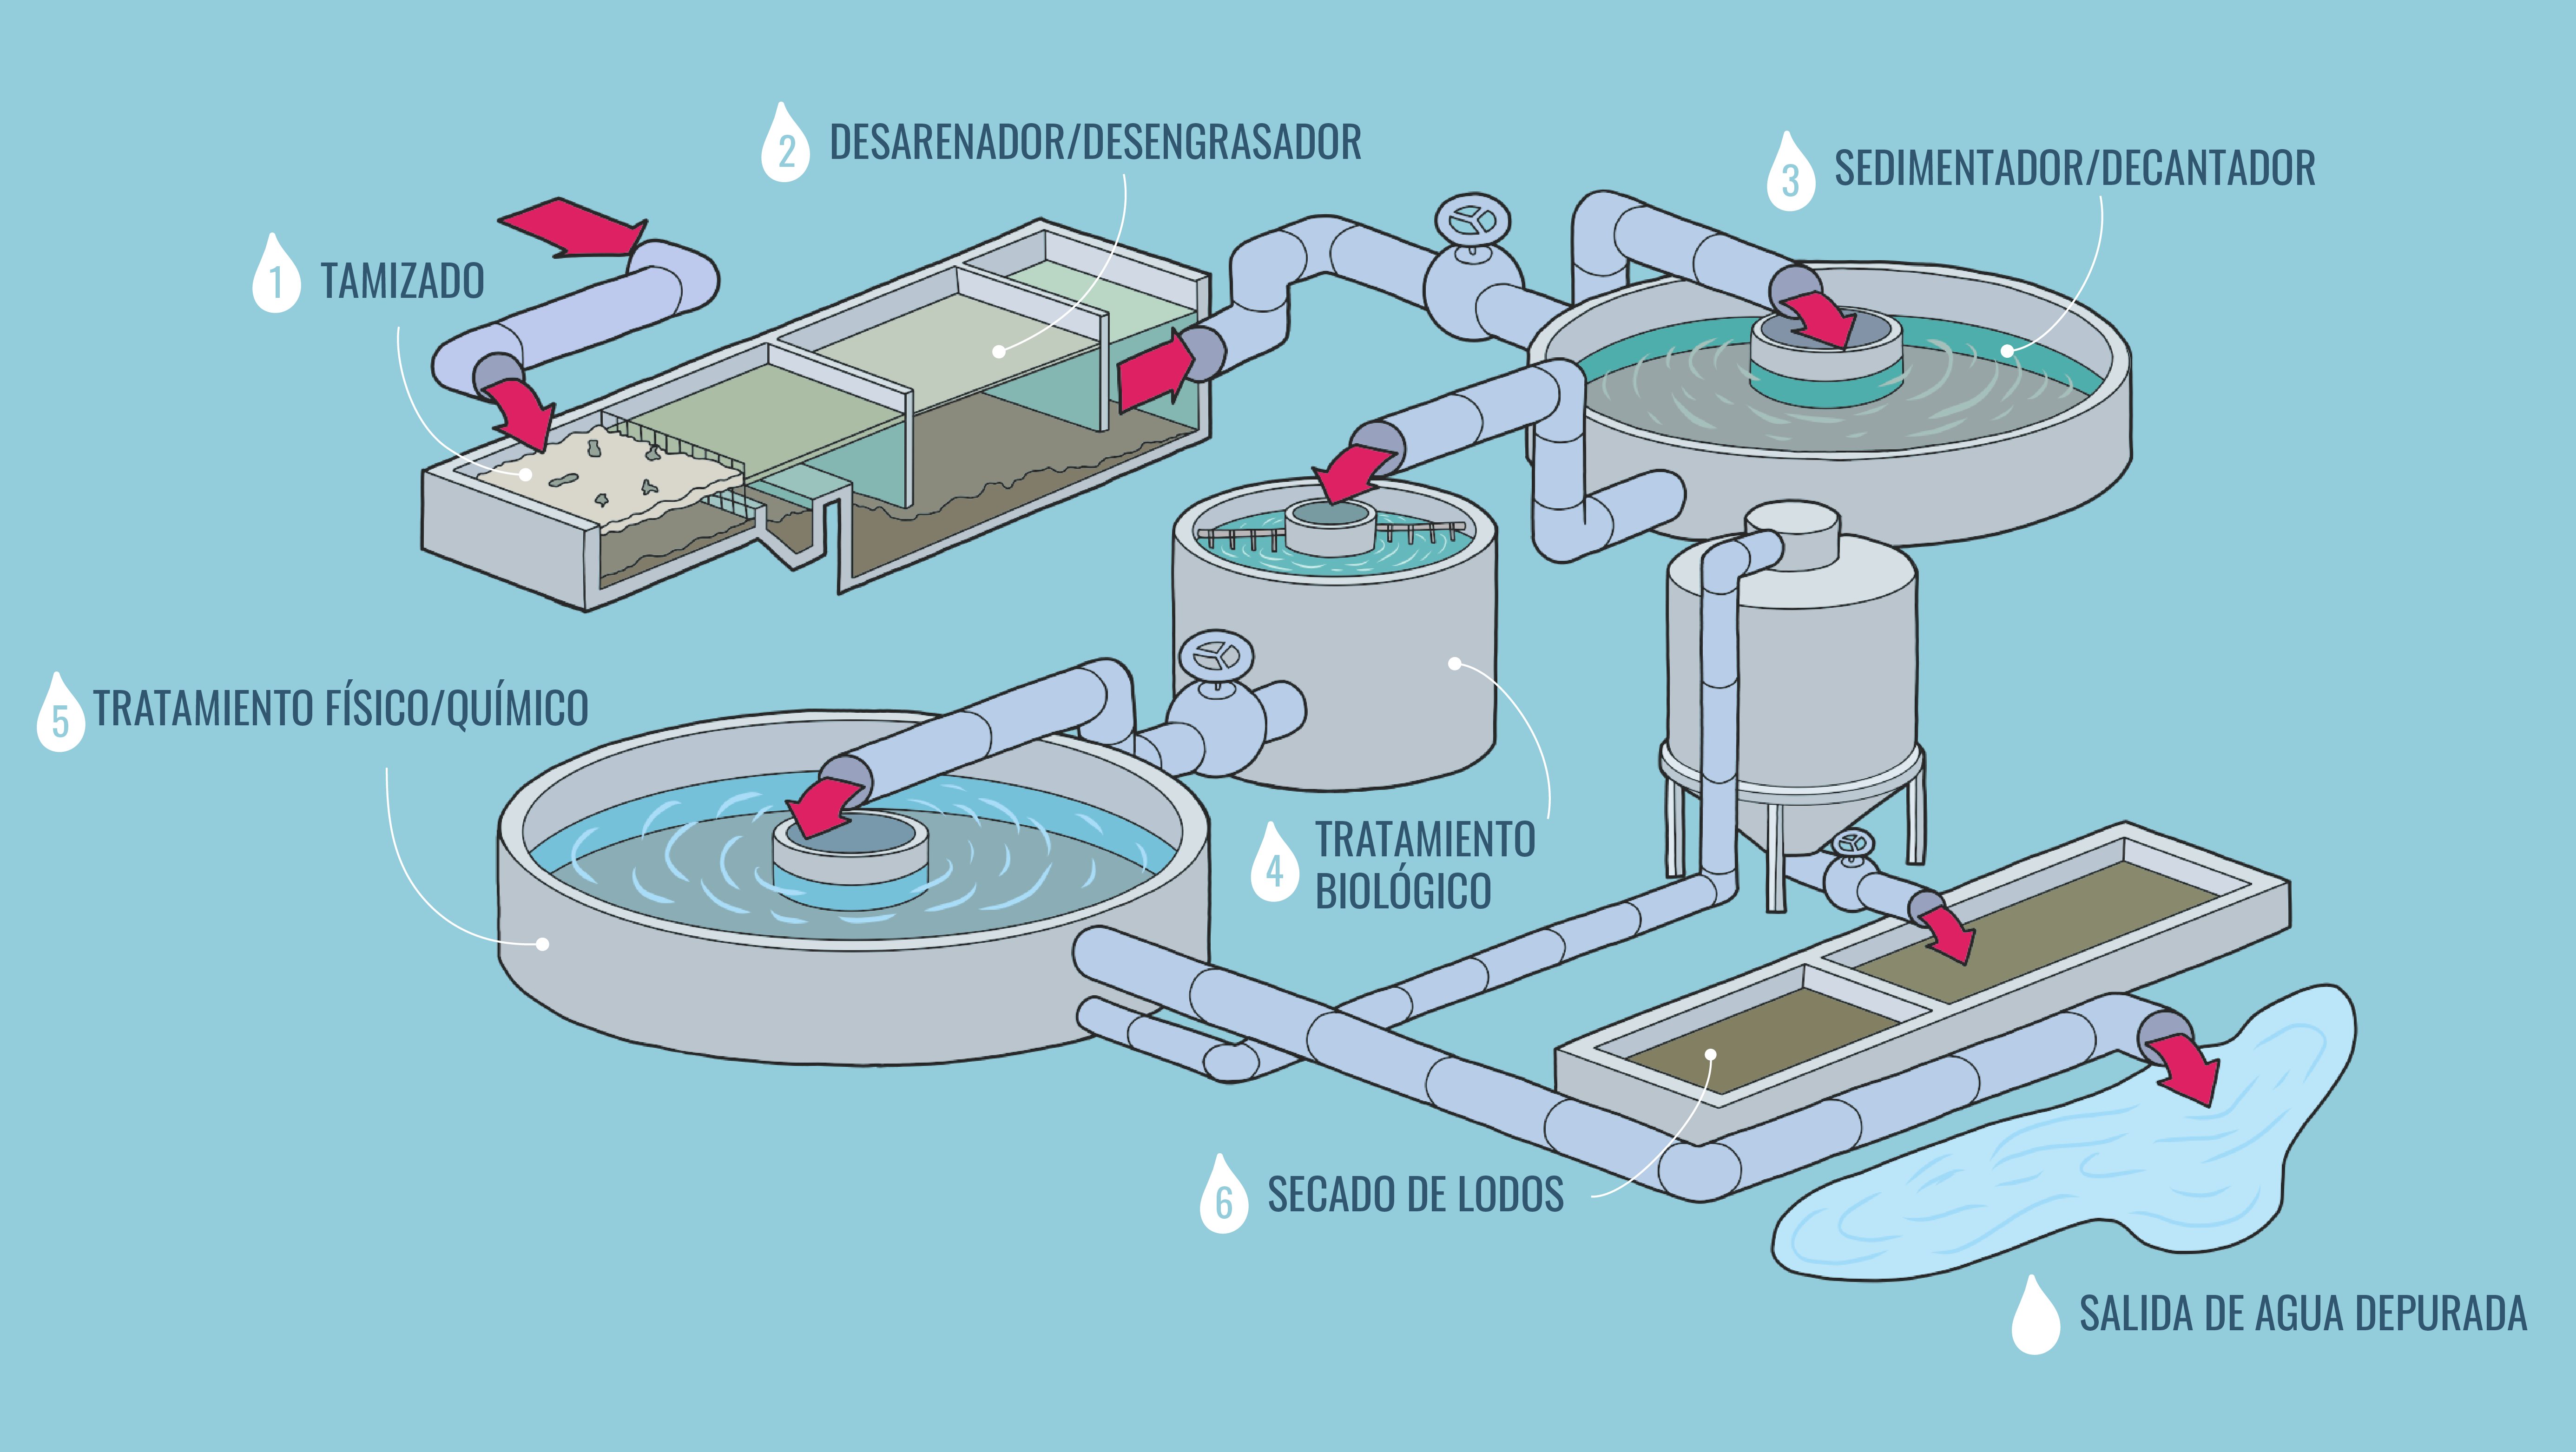 1 TAMIZADO
2 DESARENADOR/DESENGRASADOR
3 SEDIMENTADOR/DECANTADOR
4 TRATAMIENTO
BIOLÓGICO
5 TRATAMIENTO FÍSICO/QUÍMICO
6 SECADO DE LODOS
SALIDA DE AGUA DEPURADA